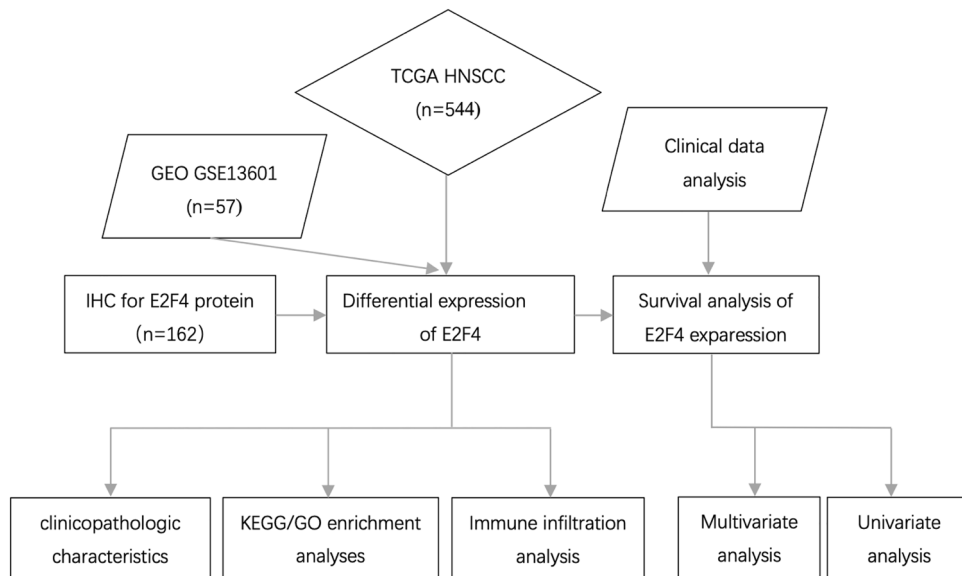 TCGA HNSCC
(n=544)
GEO GSE13601
(n=57)
Clinical data
analysis
IHC for E2F4 protein
(n=162)
Differential expression
of E2F4
Survival analysis of
E2F4 exparession
clinicopathologic
characteristics
KEGG/GO enrichment
analyses
Immune infiltration
analysis
Multivariate
analysis
Univariate
analysis